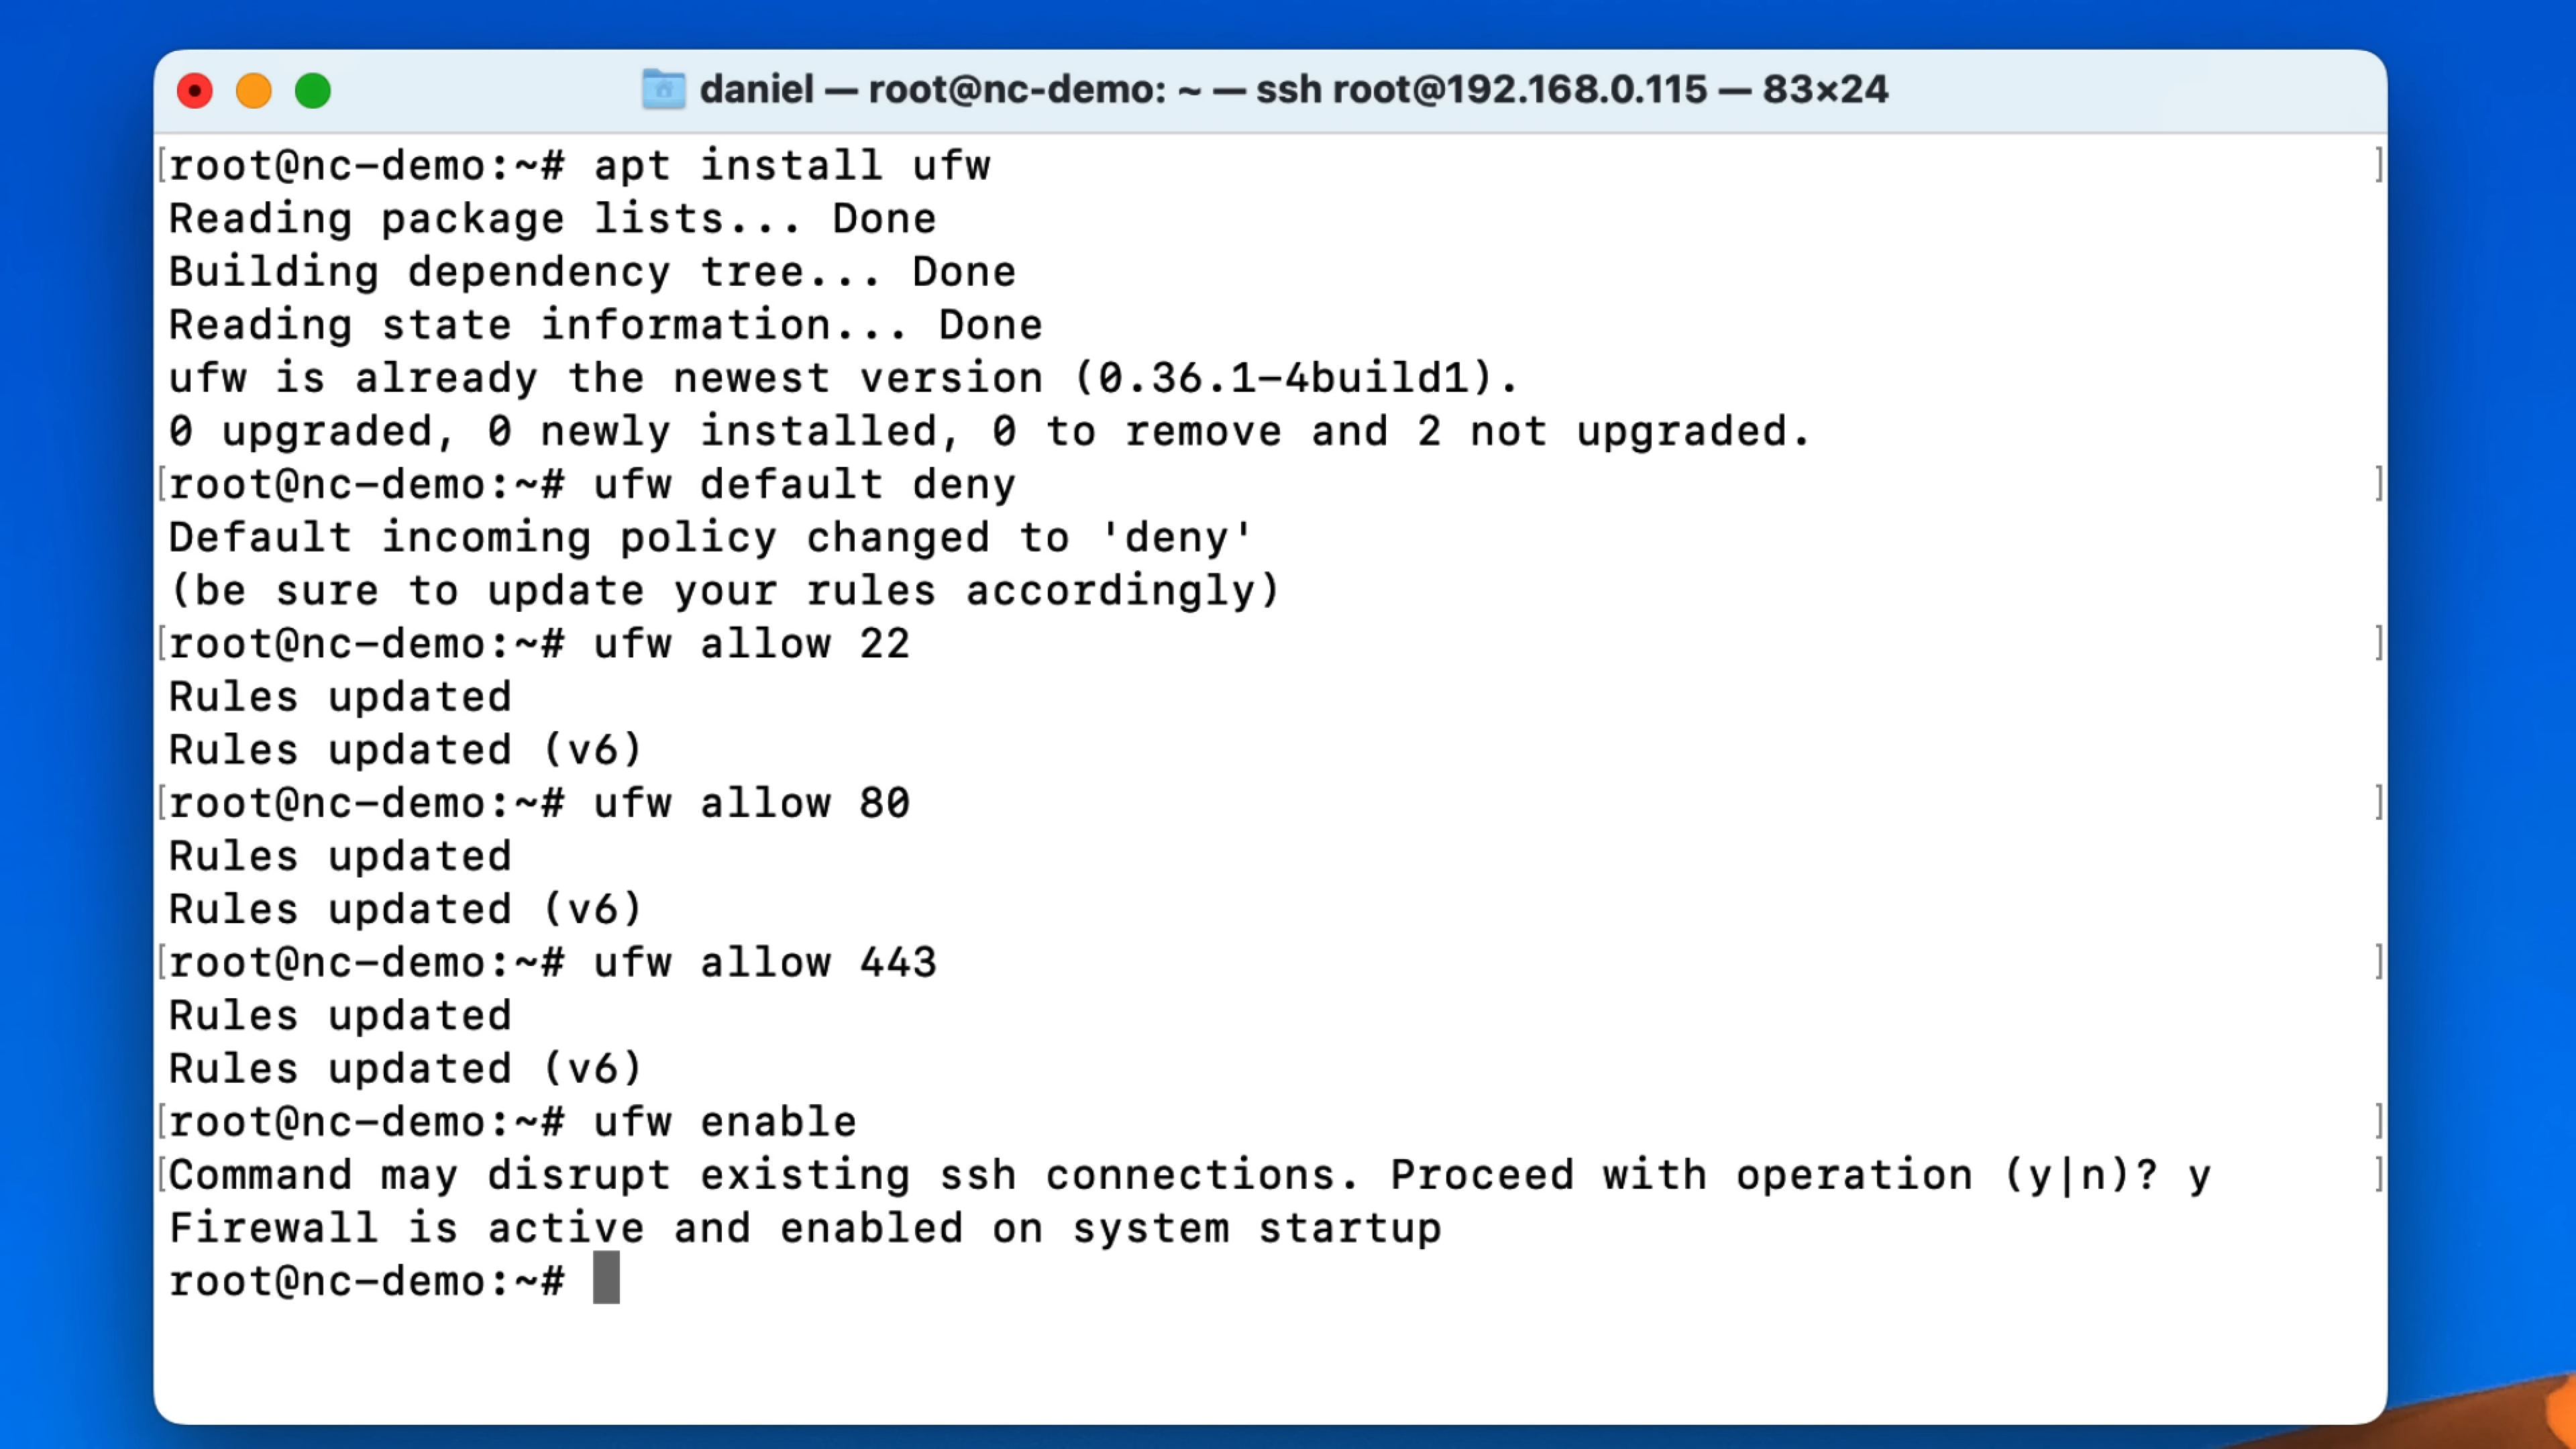 daniel — root@nc-demo: ~ — ssh root@192.168.0.115 — 83×24
[root@nc-demo:~# apt install ufw ]
Reading package lists... Done
Building dependency tree... Done
Reading state information... Done
ufw is already the newest version (0.36.1-4build1).
0 upgraded, 0 newly installed, 0 to remove and 2 not upgraded.
[root@nc-demo:~# ufw default deny ]
Default incoming policy changed to 'deny'
(be sure to update your rules accordingly)
[root@nc-demo:~# ufw allow 22 ]
Rules updated
Rules updated (v6)
[root@nc-demo:~# ufw allow 80 ]
Rules updated
Rules updated (v6)
[root@nc-demo:~# ufw allow 443 ]
Rules updated
Rules updated (v6)
[root@nc-demo:~# ufw enable ]
[Command may disrupt existing ssh connections. Proceed with operation (y|n)? y ]
Firewall is active and enabled on system startup
root@nc-demo:~#